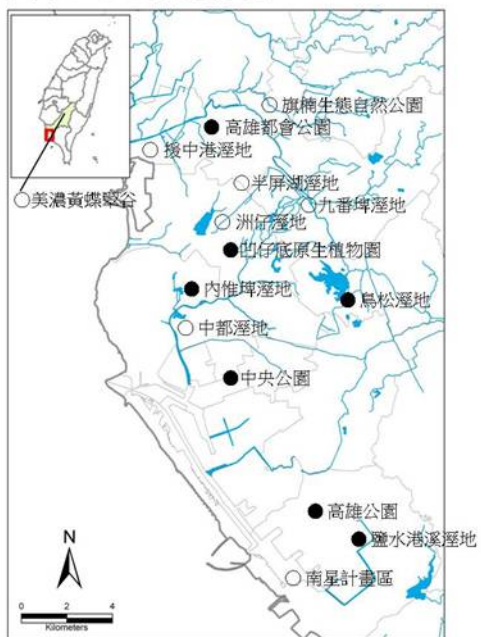 旗楠生態自然公園
高雄都會公園
援中港溼地
半屏湖溼地
美濃黃蝶翠谷
九番埤溼地
洲仔溼地
凹仔底原生植物園
內惟埤溼地
鳥松溼地
中都溼地
中央公園
高雄公園
鹽水港溪溼地
南星計畫區
N
0 2 4
Kilometers